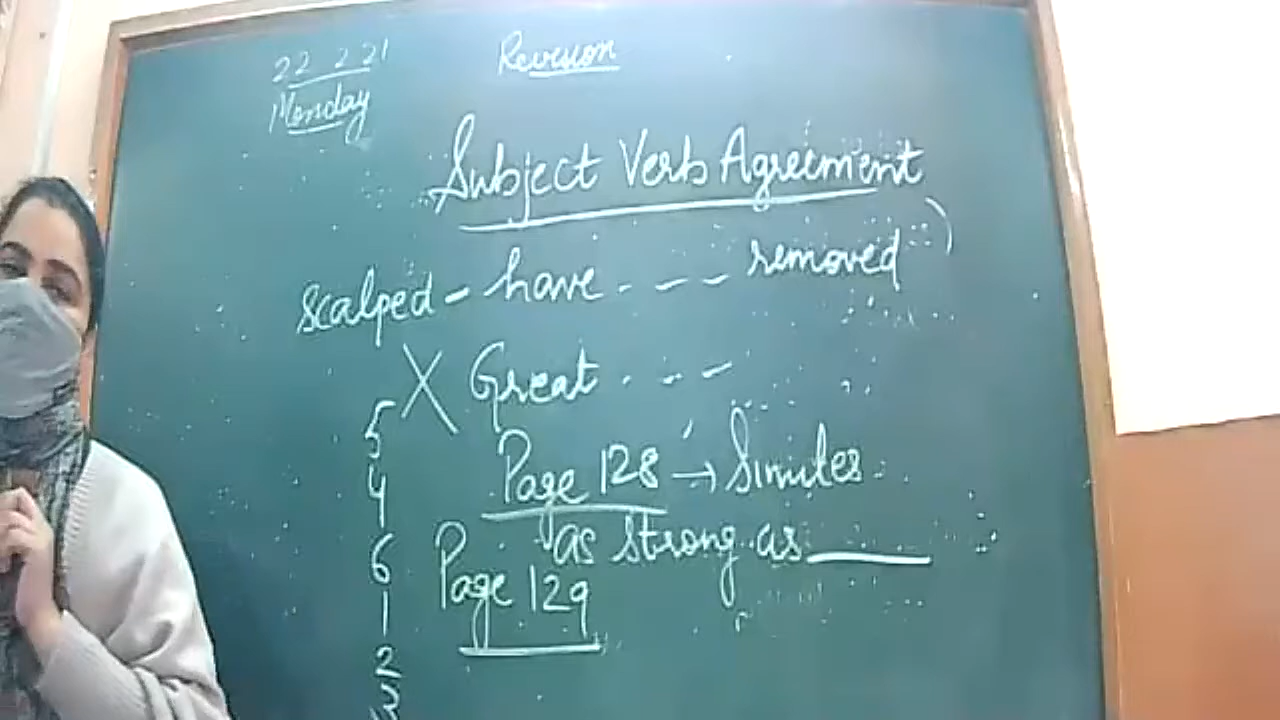 22 2 21
Monday
Revision
Subject Verb Agreement
scalped - have . - - - removed )
X Great . - - -
5
4
6
1
2
3
Page 128 → Similes
as strong as ____
Page 129